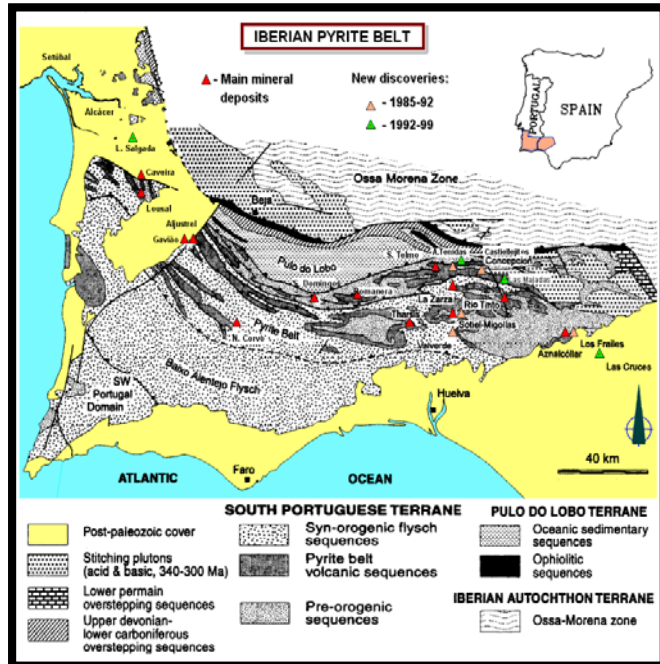 IBERIAN PYRITE BELT
- Main mineral
deposits
New discoveries:
- 1985-92
- 1992-99
PORTUGAL
SPAIN
Setúbal
Alcácer
L. Salgada
Caveira
Lousal
Aljustrel
Gavião
Beja
Ossa Morena Zone
Pulo do Lobo
S. Telmo
A.Tenidas
Castillejitos
Concepcion
Las Majadas
Domingos
Romanera
La Zarza
Rio Tinto
Tharsis
Sotiel-Migollas
Valverde
Pyrite Belt
N. Corvo
Aznalcóllar
Los Frailes
Las Cruces
Baixo Alentejo Flysch
SW
Portugal
Domain
Huelva
Faro
ATLANTIC
OCEAN
40 km
Post-paleozoic cover
Stitching plutons
(acid & basic, 340-300 Ma)
Lower permain
overstepping sequences
Upper devonian-
lower carboniferous
overstepping sequences
SOUTH PORTUGUESE TERRANE
Syn-orogenic flysch
sequences
Pyrite belt
volcanic sequences
Pre-orogenic
sequences
PULO DO LOBO TERRANE
Oceanic sedimentary
sequences
Ophiolitic
sequences
IBERIAN AUTOCHTHON TERRANE
Ossa-Morena zone